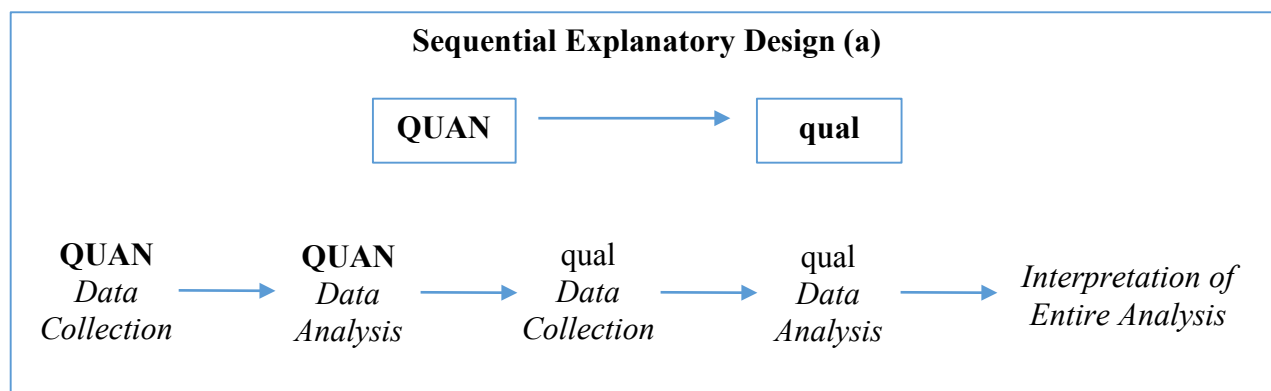 Sequential Explanatory Design (a)
QUAN
qual
QUAN
Data
Collection
QUAN
Data
Analysis
qual
Data
Collection
qual
Data
Analysis
Interpretation of
Entire Analysis